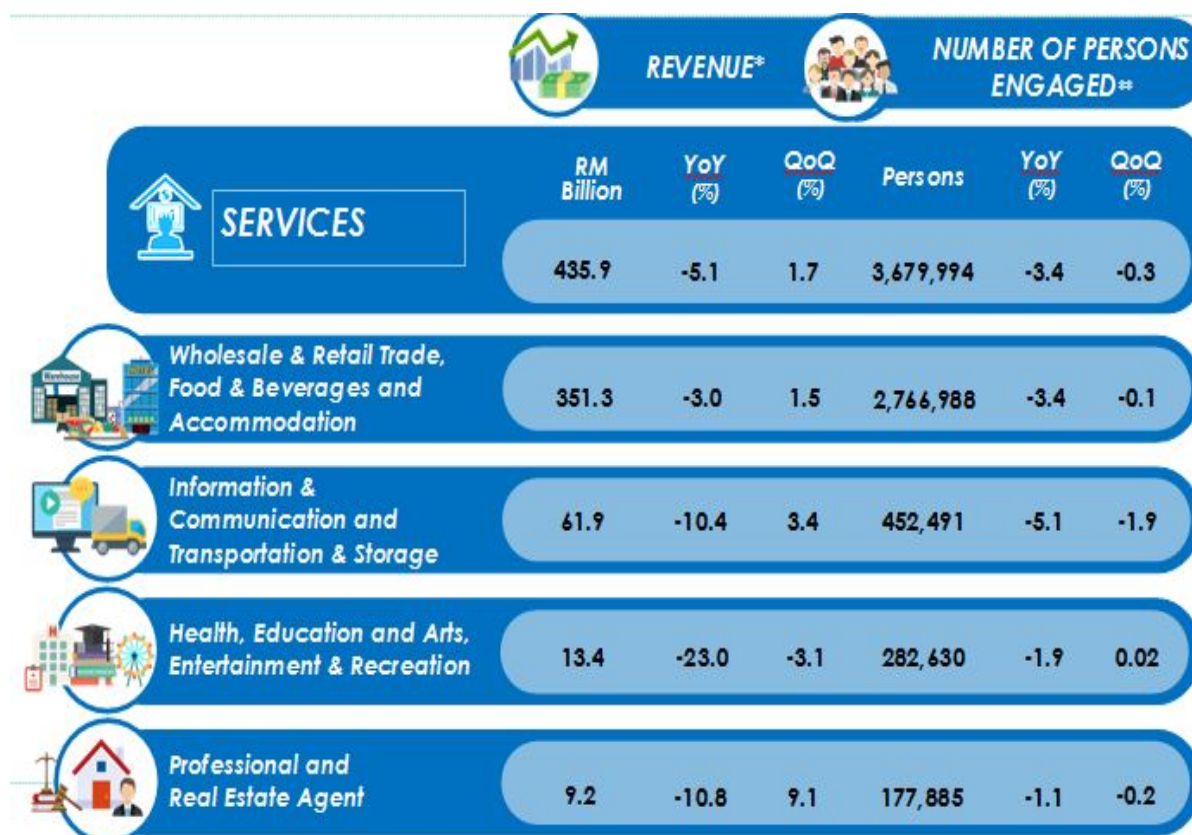 REVENUE*
NUMBER OF PERSONS
ENGAGED**
SERVICES
RM
Billion
YoY
(%)
QoQ
(%)
Persons
YoY
(%)
QoQ
(%)
435.9 -5.1 1.7 3,679,994 -3.4 -0.3
Wholesale & Retail Trade,
Food & Beverages and
Accommodation
351.3 -3.0 1.5 2,766,988 -3.4 -0.1
Information &
Communication and
Transportation & Storage
61.9 -10.4 3.4 452,491 -5.1 -1.9
Health, Education and Arts,
Entertainment & Recreation
13.4 -23.0 -3.1 282,630 -1.9 0.02
Professional and
Real Estate Agent
9.2 -10.8 9.1 177,885 -1.1 -0.2